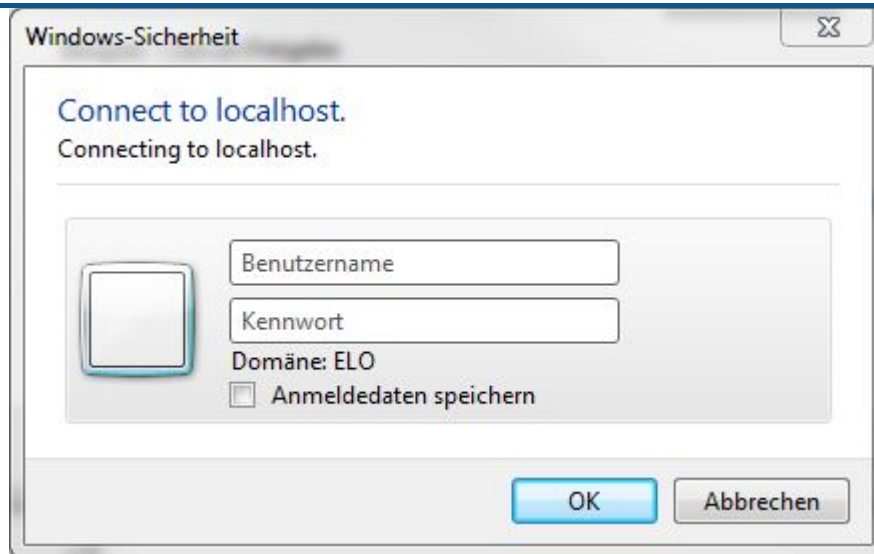 Windows-Sicherheit
Connect to localhost.
Connecting to localhost.
Benutzername
Kennwort
Domäne: ELO
Anmeldedaten speichern
OK
Abbrechen